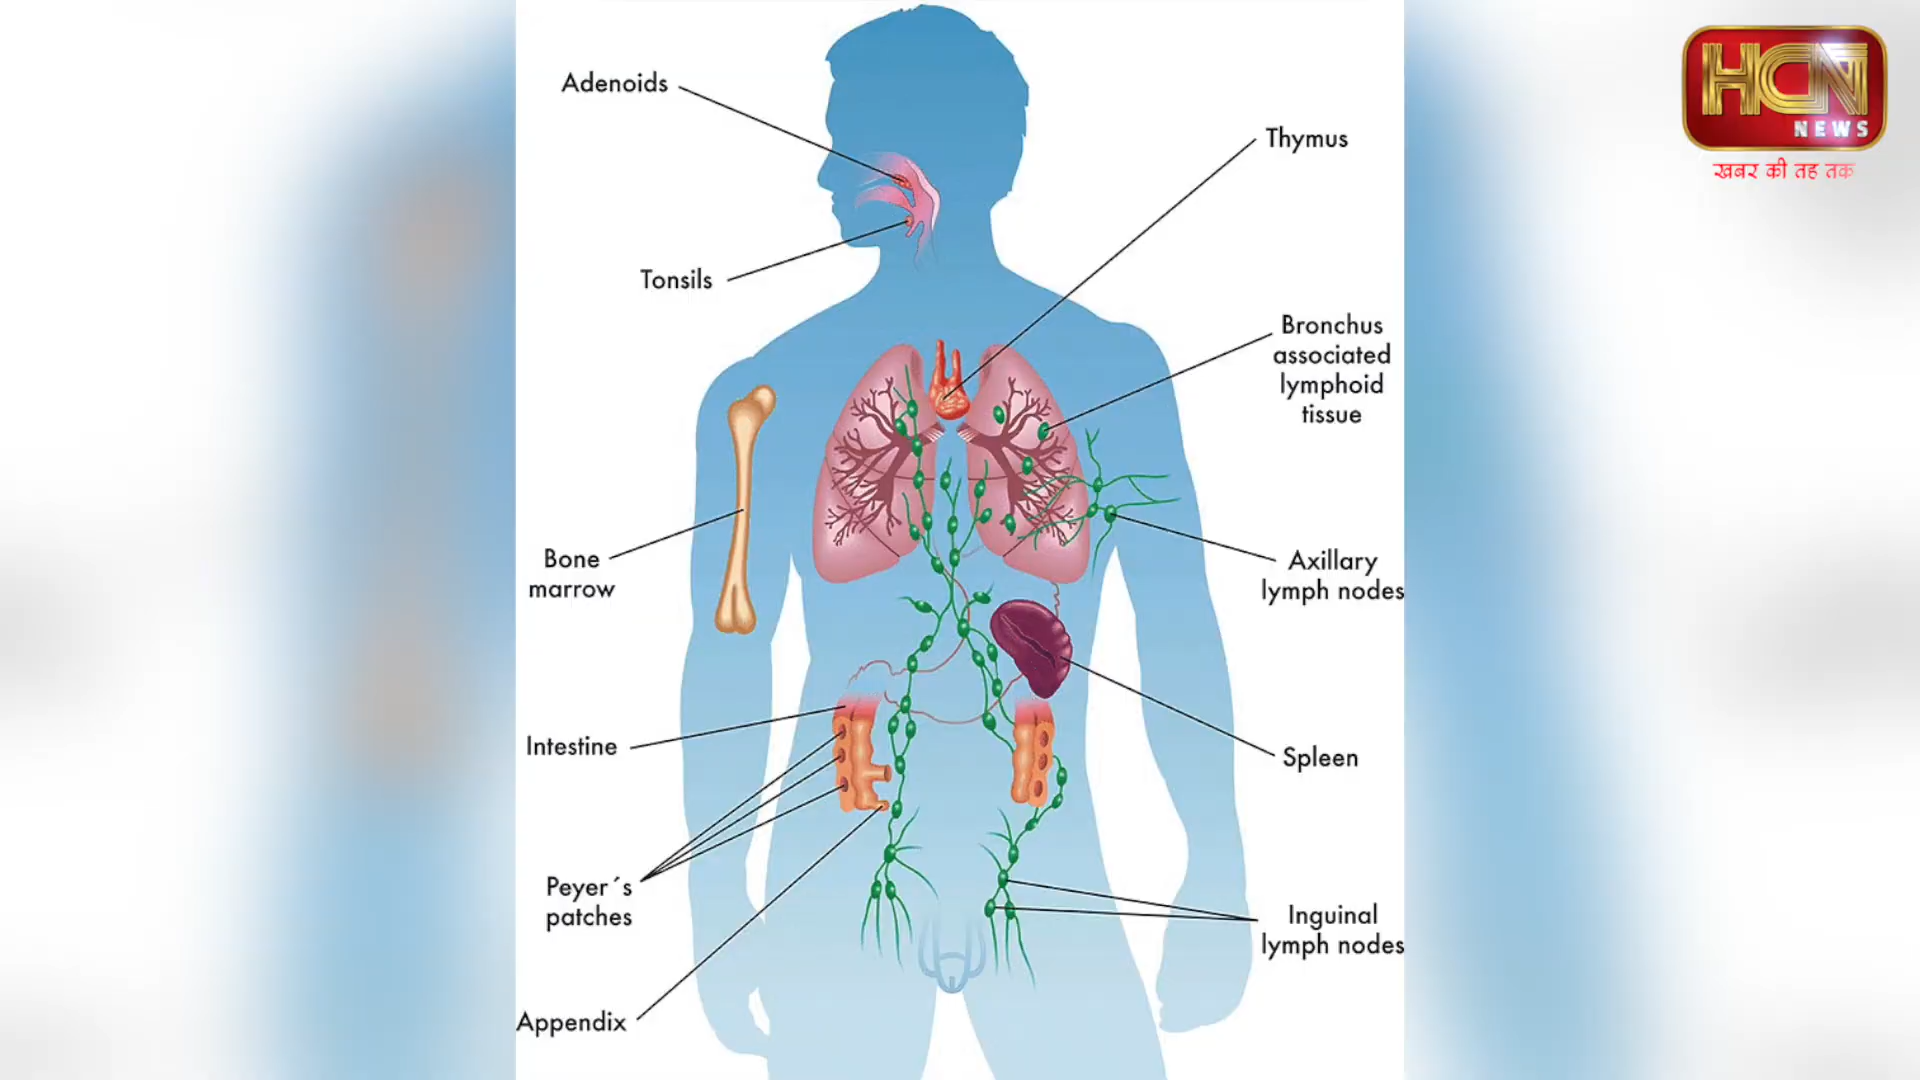 Adenoids
Thymus
Tonsils
Bronchus
associated
lymphoid
tissue
Bone
marrow
Axillary
lymph nodes
Intestine
Spleen
Peyer´s
patches
Inguinal
lymph nodes
Appendix
HCN
NEWS
खबर की तह तक